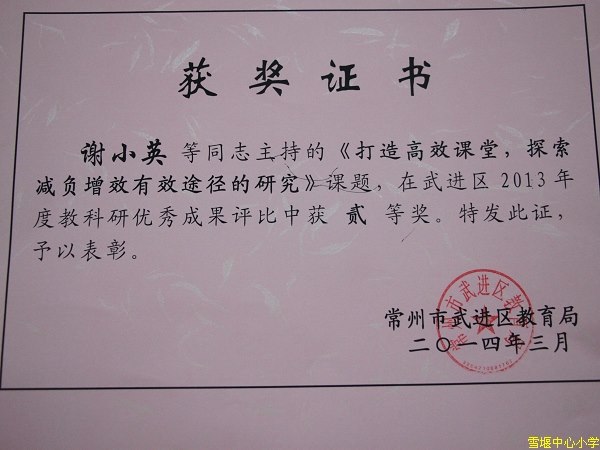 获奖证书
谢小英 等同志主持的《打造高效课堂，探索
减负增效有效途径的研究》课题，在武进区 2013 年
度教科研优秀成果评比中获 贰 等奖。特发此证，
予以表彰。
常州市武进区教育局
二〇一四年三月
雪堰中心小学